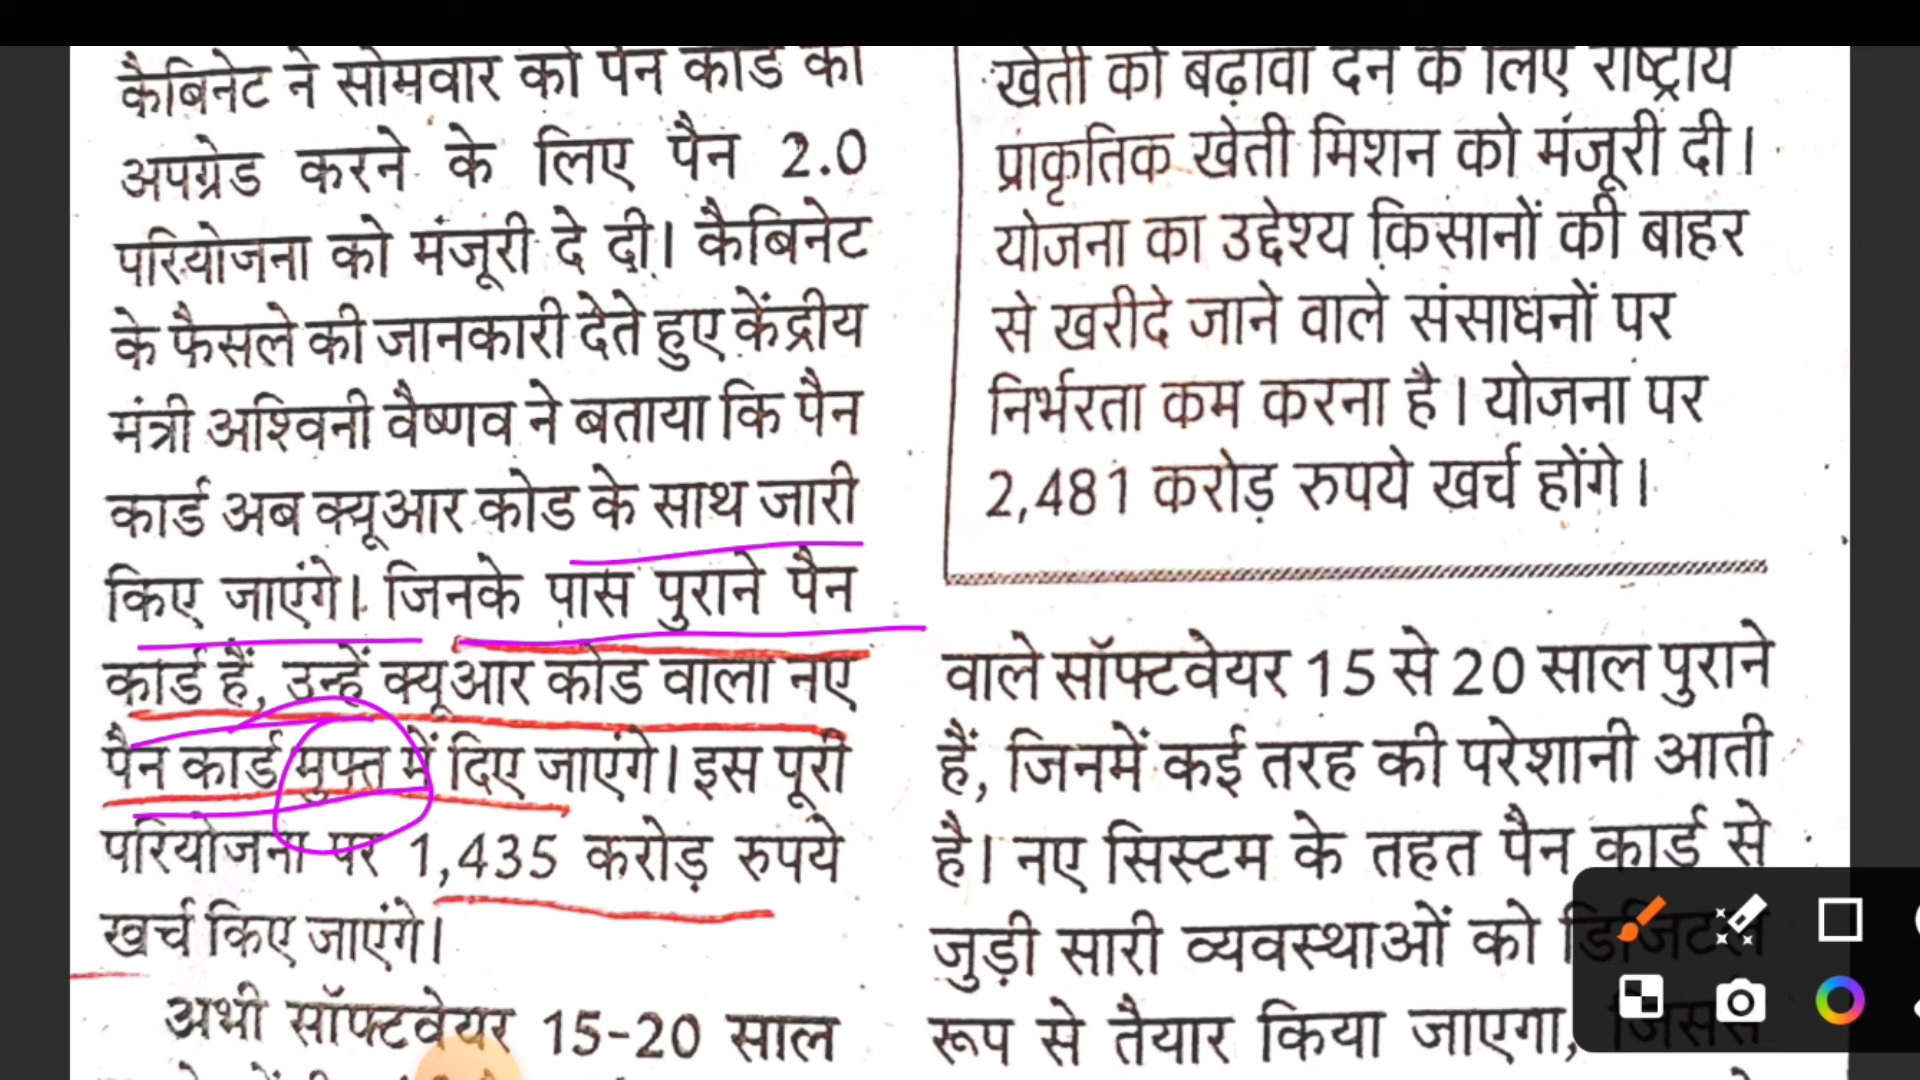 कैबिनेट ने सोमवार को पैन कार्ड को
अपग्रेड करने के लिए पैन 2.0
परियोजना को मंजूरी दे दी। कैबिनेट
के फैसले की जानकारी देते हुए केंद्रीय
मंत्री अश्विनी वैष्णव ने बताया कि पैन
कार्ड अब क्यूआर कोड के साथ जारी
किए जाएंगे। जिनके पास पुराने पैन
कार्ड हैं, उन्हें क्यूआर कोड वाला नए
पैन कार्ड मुफ्त में दिए जाएंगे। इस पूरी
परियोजना पर 1,435 करोड़ रुपये
खर्च किए जाएंगे।
अभी सॉफ्टवेयर 15-20 साल
खेती को बढ़ावा देने के लिए राष्ट्रीय
प्राकृतिक खेती मिशन को मंजूरी दी।
योजना का उद्देश्य किसानों की बाहर
से खरीदे जाने वाले संसाधनों पर
निर्भरता कम करना है। योजना पर
2,481 करोड़ रुपये खर्च होंगे।
वाले सॉफ्टवेयर 15 से 20 साल पुराने
हैं, जिनमें कई तरह की परेशानी आती
है। नए सिस्टम के तहत पैन कार्ड से
जुड़ी सारी व्यवस्थाओं को डिजिटल
रूप से तैयार किया जाएगा, जिससे